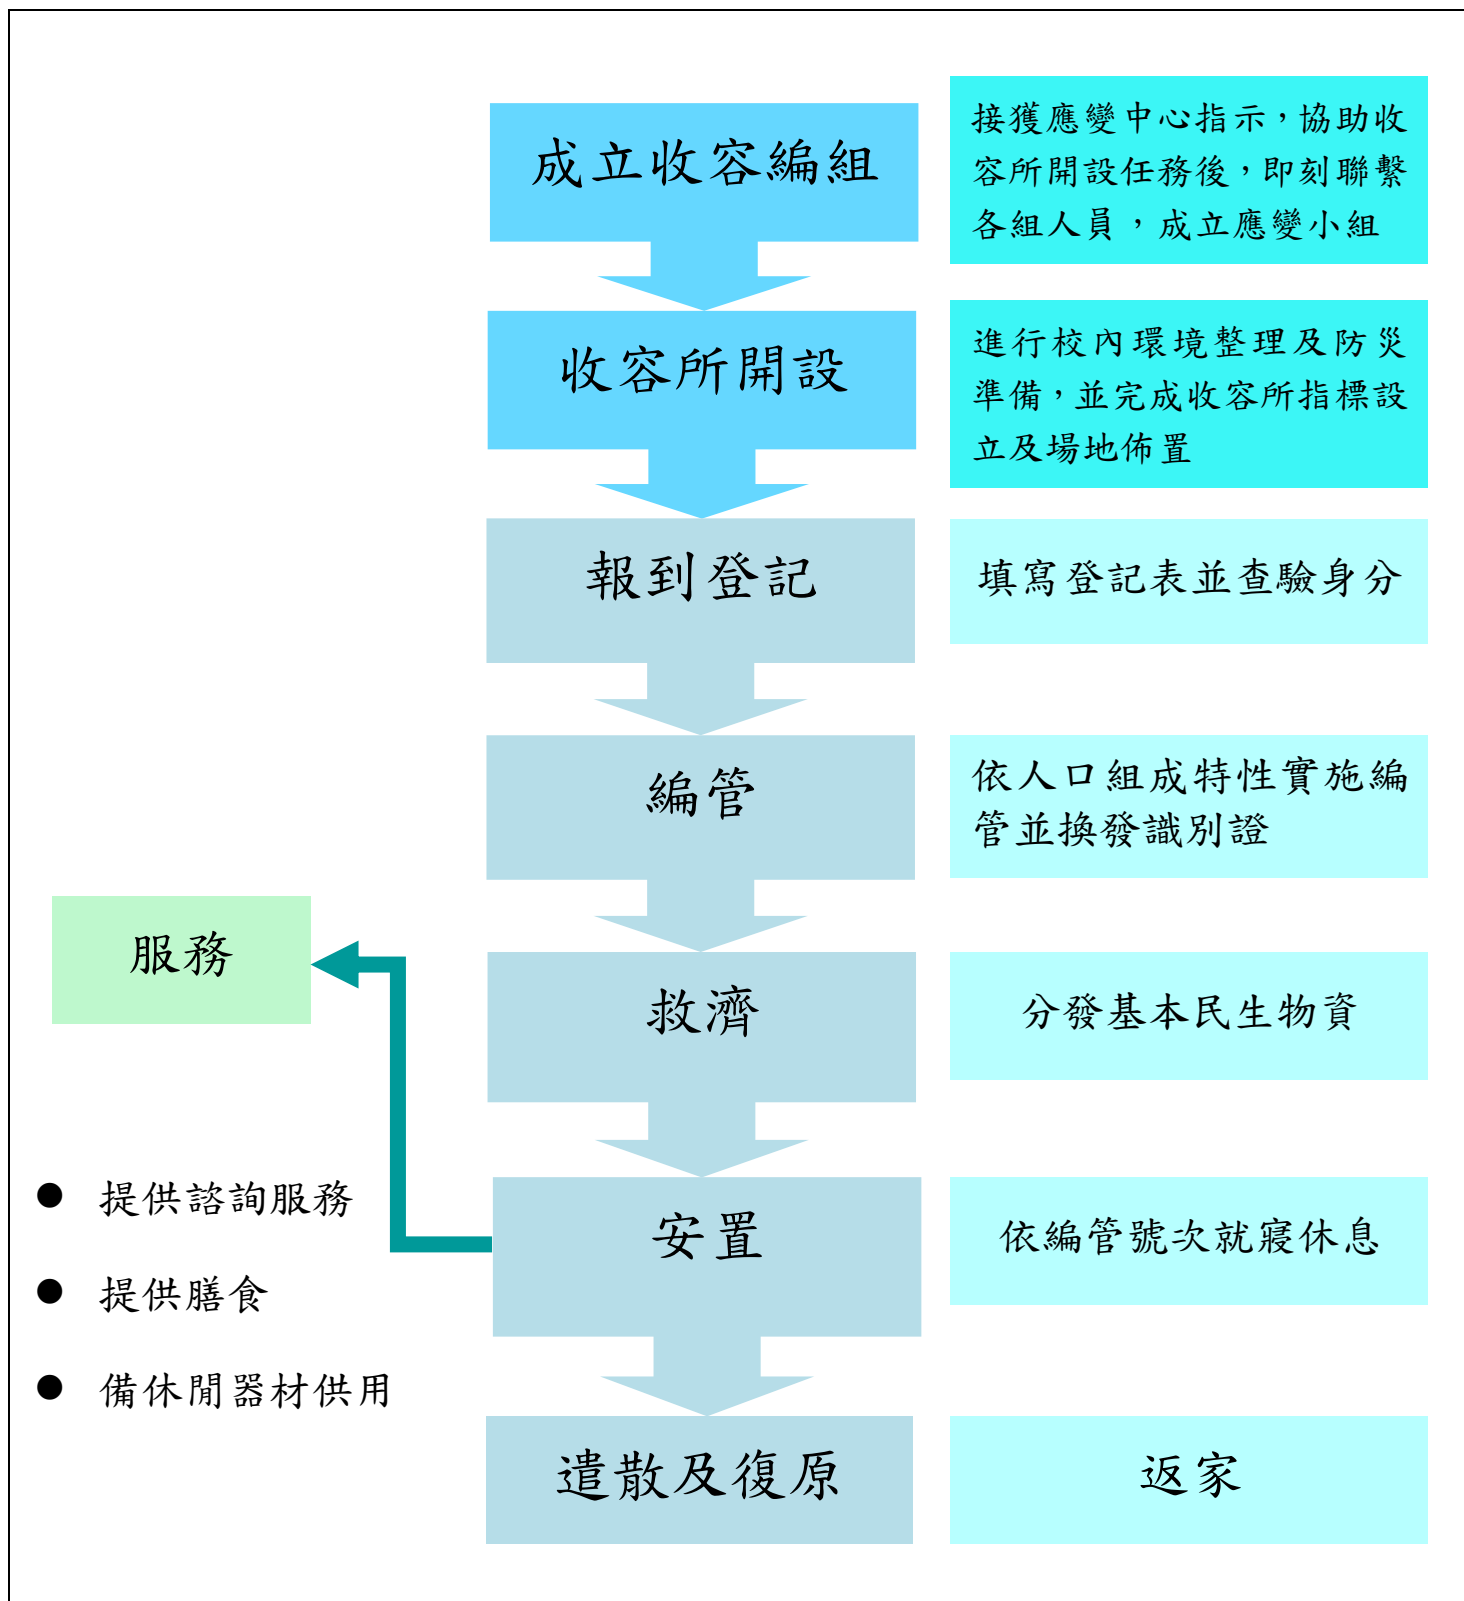 成立收容編組
接獲應變中心指示，協助收
容所開設任務後，即刻聯繫
各組人員，成立應變小組
收容所開設
進行校內環境整理及防災
準備，並完成收容所指標設
立及場地佈置
報到登記
填寫登記表並查驗身分
編管
依人口組成特性實施編
管並換發識別證
服務
救濟
分發基本民生物資
● 提供諮詢服務
● 提供膳食
● 備休閒器材供用
安置
依編管號次就寢休息
遣散及復原
返家